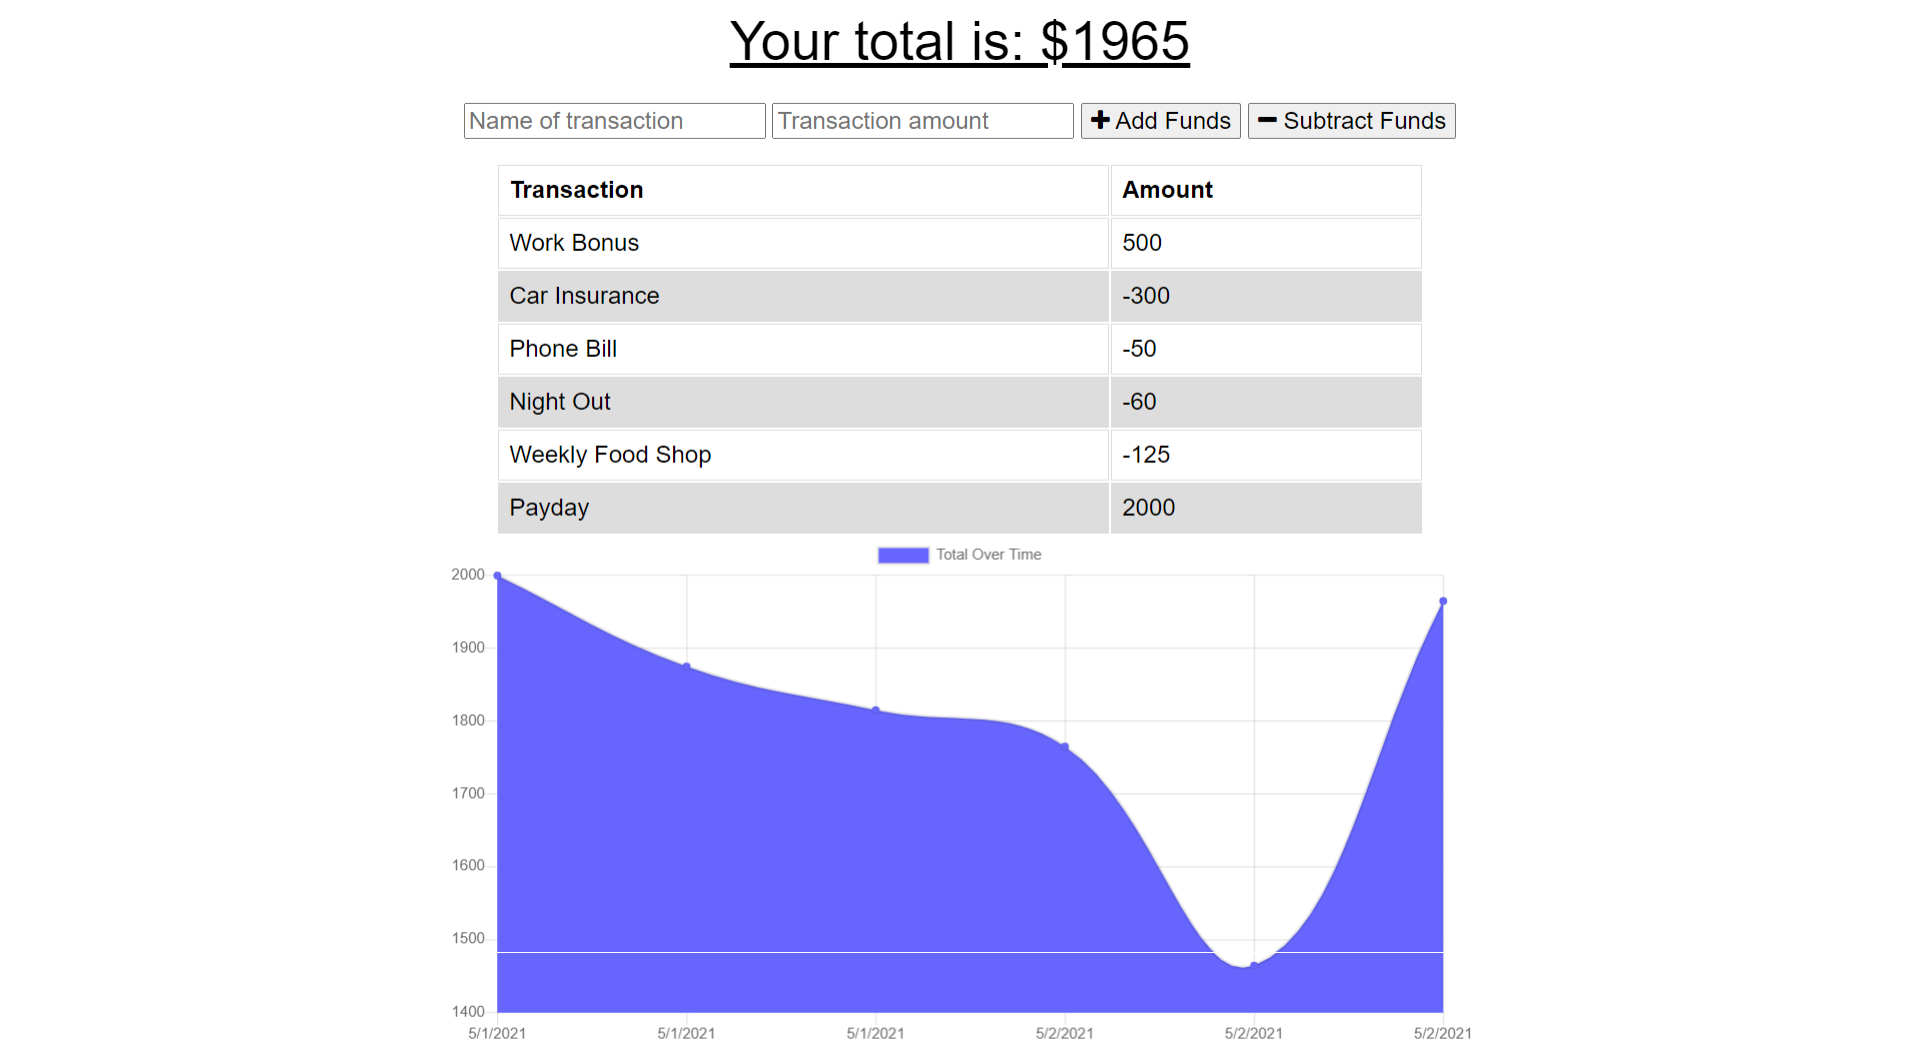 Your total is: $1965
Name of transaction Transaction amount Add Funds Subtract Funds
Transaction Amount
Work Bonus 500
Car Insurance -300
Phone Bill -50
Night Out -60
Weekly Food Shop -125
Payday 2000
Total Over Time
2000
1900
1800
1700
1600
1500
1400
5/1/2021 5/1/2021 5/1/2021 5/2/2021 5/2/2021 5/2/2021